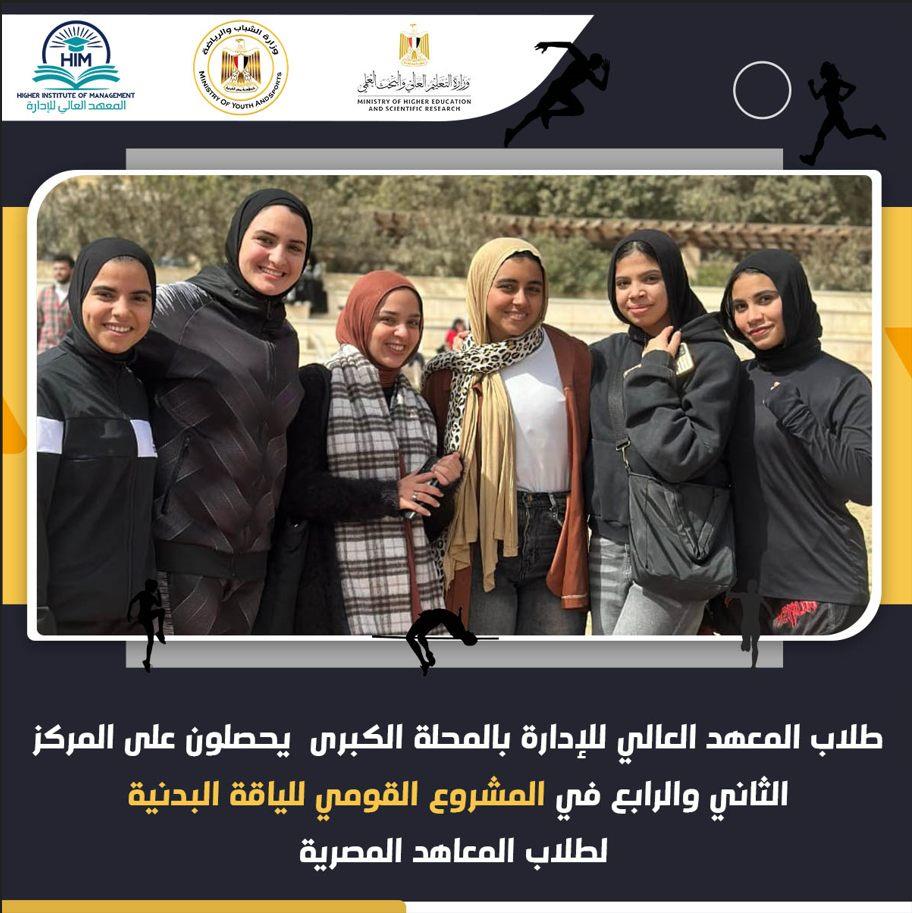 HIM
HIGHER INSTITUTE OF MANAGEMENT
المعهد العالي للإدارة
وزارة الشباب والرياضة
MINISTRY OF YOUTH AND SPORTS
وزارة التعليم العالي والبحث العلمي
MINISTRY OF HIGHER EDUCATION
AND SCIENTIFIC RESEARCH
طلاب المعهد العالي للإدارة بالمحلة الكبرى يحصلون على المركز
الثاني والرابع في المشروع القومي للياقة البدنية
لطلاب المعاهد المصرية